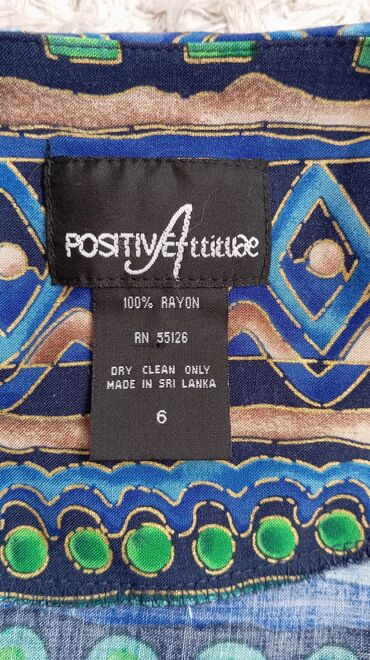 POSITIVE Attitude
100% RAYON
RN 55126
DRY CLEAN ONLY
MADE IN SRI LANKA
6